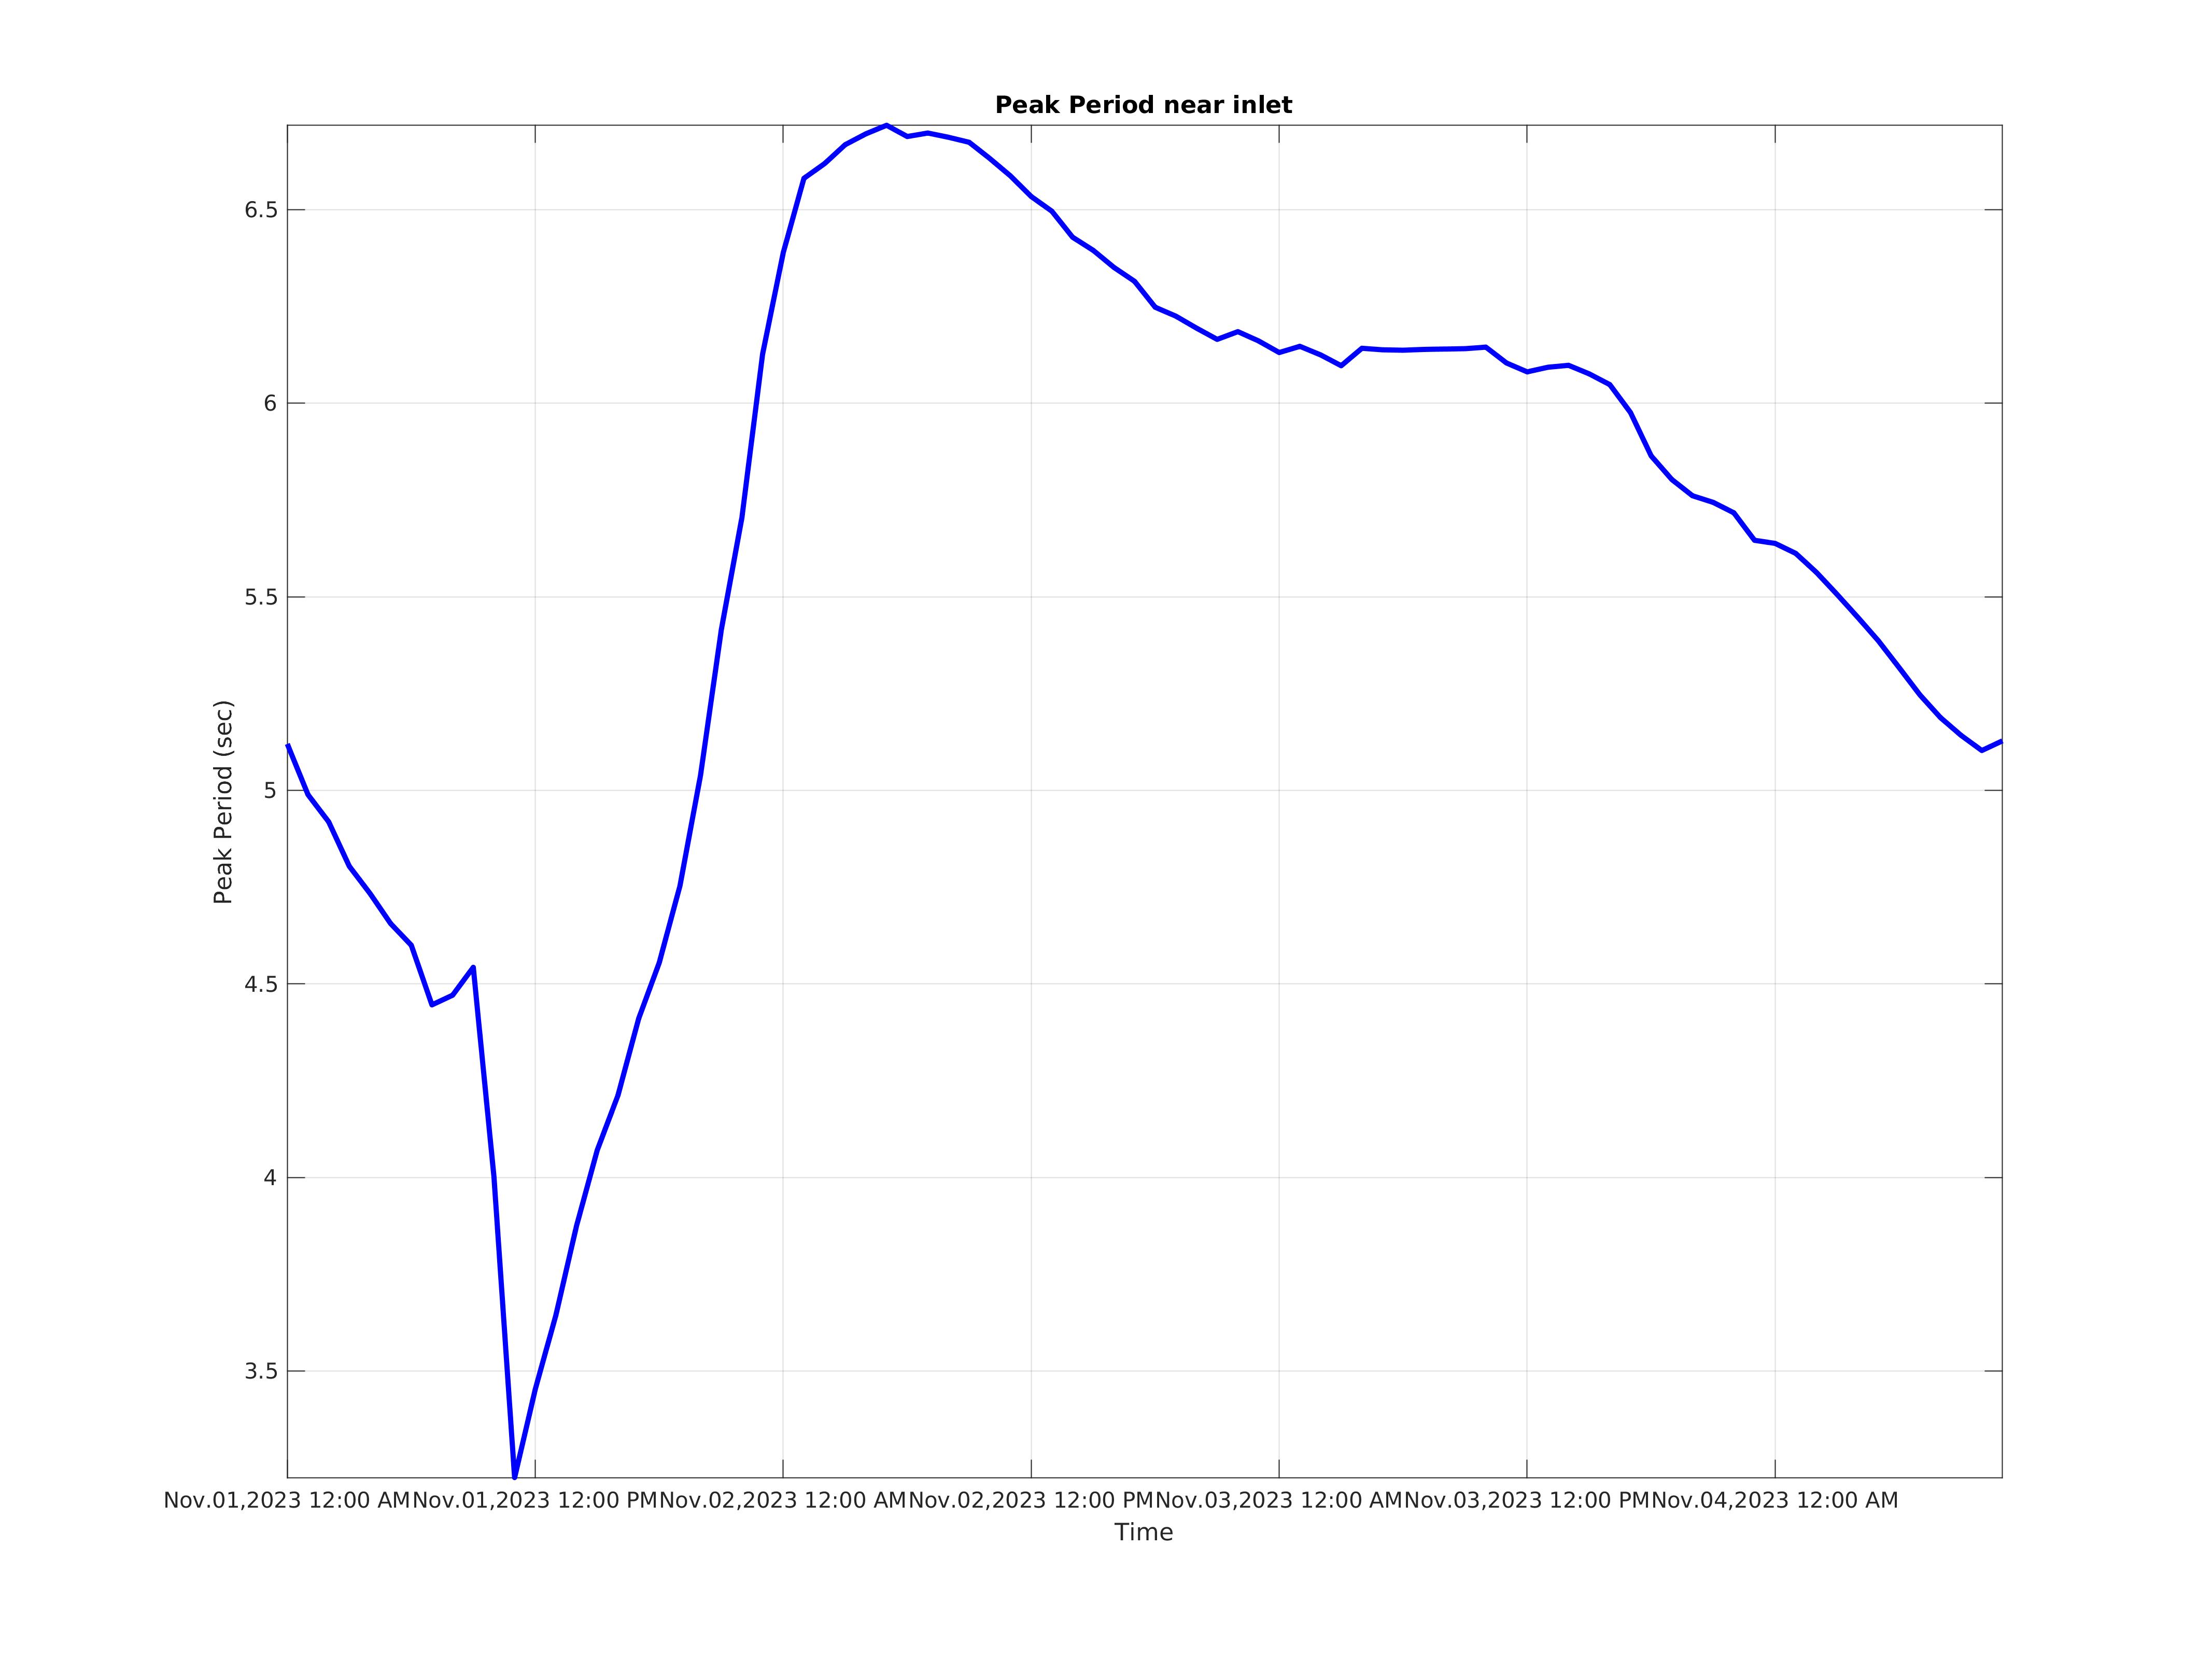 Peak Period near inlet
Peak Period (sec)
6.5
6
5.5
5
4.5
4
3.5
Nov.01,2023 12:00 AM Nov.01,2023 12:00 PM Nov.02,2023 12:00 AM Nov.02,2023 12:00 PM Nov.03,2023 12:00 AM Nov.03,2023 12:00 PM Nov.04,2023 12:00 AM
Time